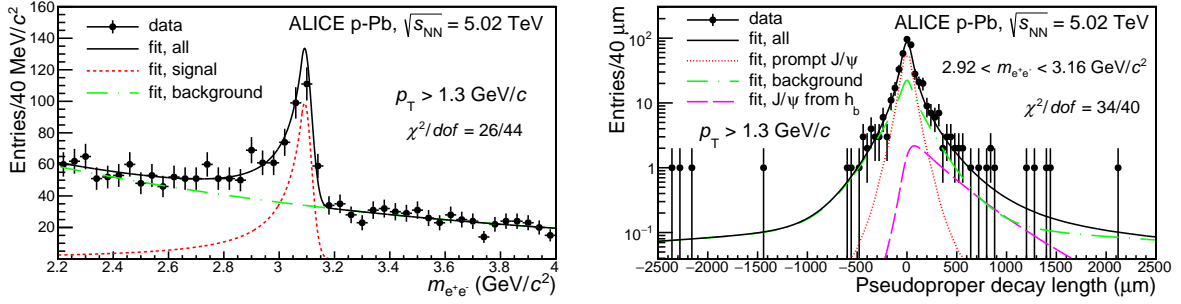 Entries/40 MeV/c²
160
140
120
100
80
60
40
20
2.2 2.4 2.6 2.8 3 3.2 3.4 3.6 3.8 4
m_e⁺e⁻ (GeV/c²)
ALICE p-Pb, √s_NN = 5.02 TeV
data
fit, all
fit, signal
fit, background
p_T > 1.3 GeV/c
χ²/dof = 26/44
Entries/40 μm
10²
10
1
10⁻¹
−2500 −2000 −1500 −1000 −500 0 500 1000 1500 2000 2500
Pseudoproper decay length (μm)
ALICE p-Pb, √s_NN = 5.02 TeV
data
fit, all
fit, prompt J/ψ
fit, background
fit, J/ψ from h_b
2.92 < m_e⁺e⁻ < 3.16 GeV/c²
χ²/dof = 34/40
p_T > 1.3 GeV/c